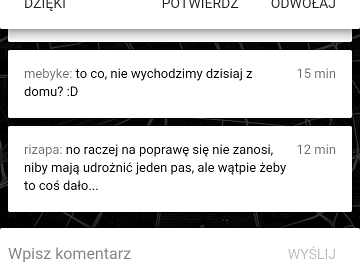 DZIĘKI POTWIERDŹ ODWOŁAJ
mebyke: to co, nie wychodzimy dzisiaj z 15 min
domu? :D
rizapa: no raczej na poprawę się nie zanosi, 12 min
niby mają udrożnić jeden pas, ale wątpie żeby
to coś dało...
Wpisz komentarz WYŚLIJ